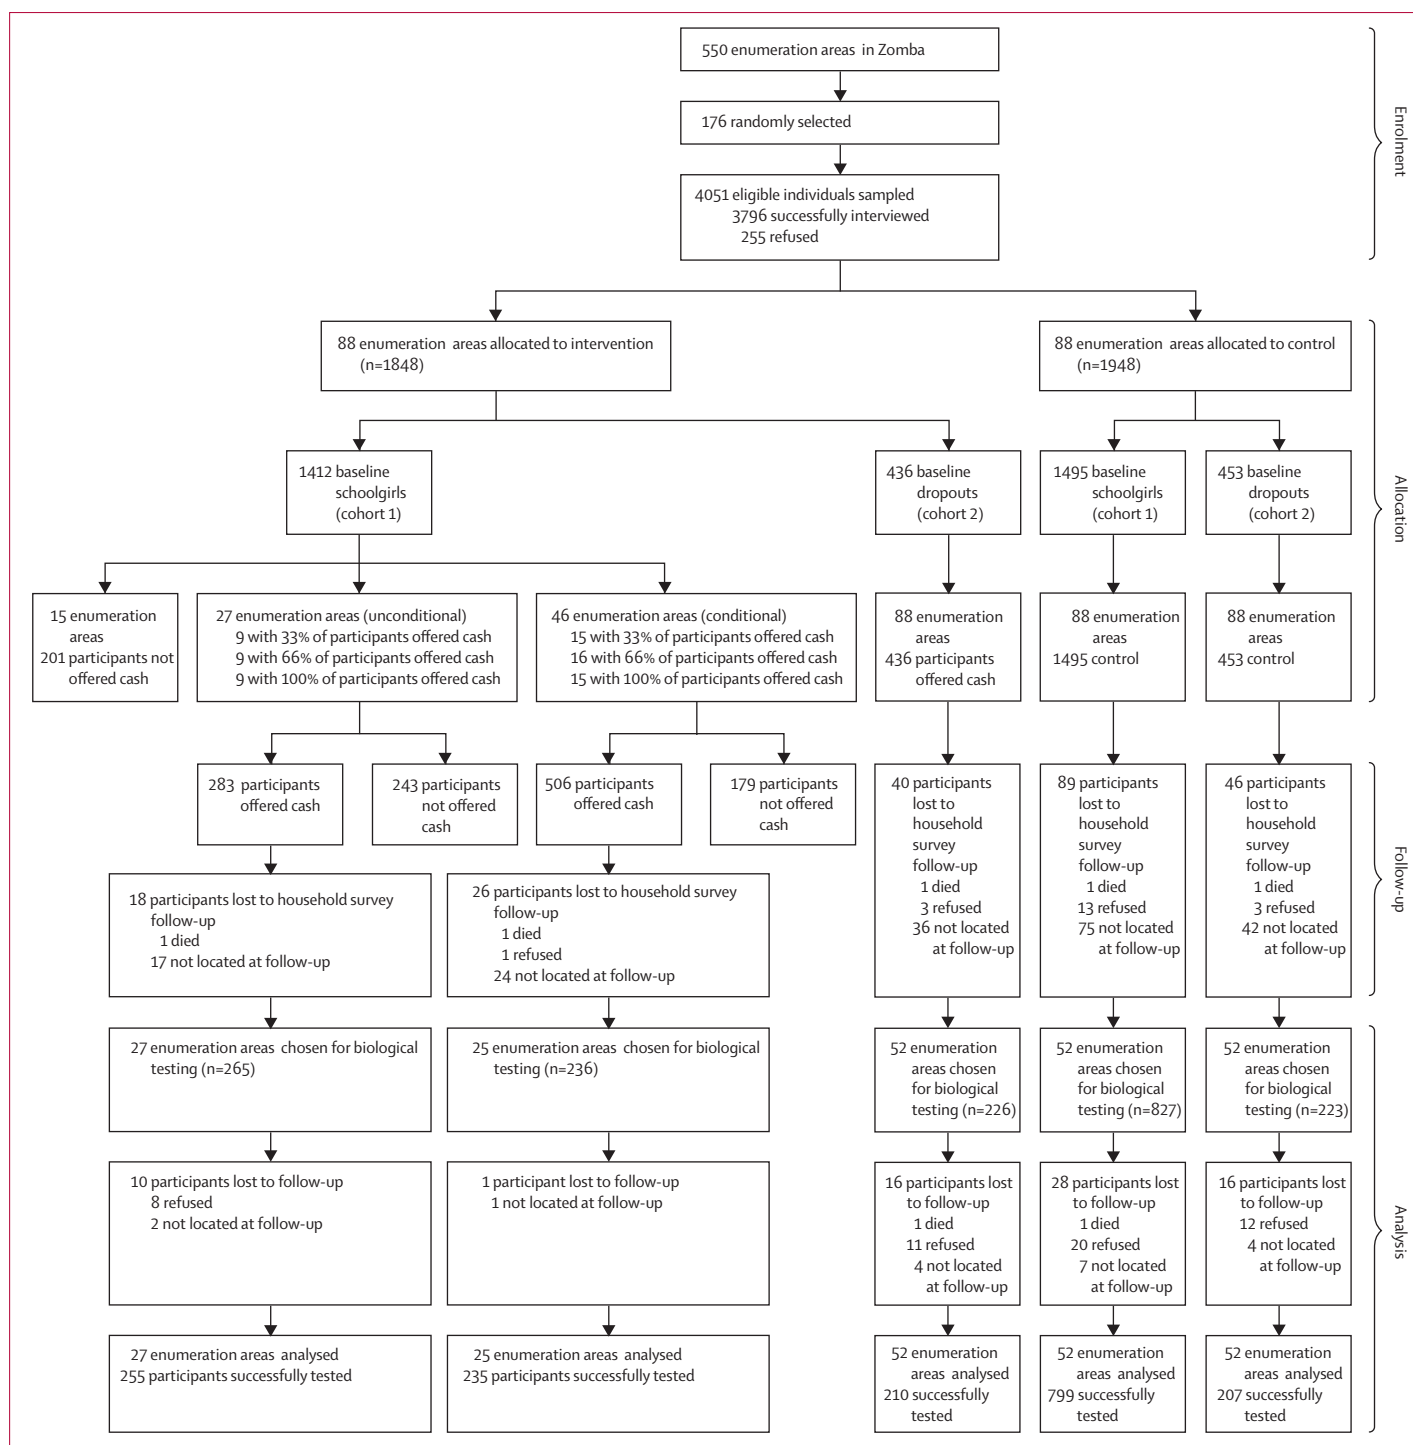 550 enumeration areas in Zomba
176 randomly selected
4051 eligible individuals sampled
3796 successfully interviewed
255 refused
Enrolment
88 enumeration areas allocated to intervention
(n=1848)
88 enumeration areas allocated to control
(n=1948)
1412 baseline
schoolgirls
(cohort 1)
436 baseline
dropouts
(cohort 2)
1495 baseline
schoolgirls
(cohort 1)
453 baseline
dropouts
(cohort 2)
Allocation
15 enumeration
areas
201 participants not
offered cash
27 enumeration areas (unconditional)
9 with 33% of participants offered cash
9 with 66% of participants offered cash
9 with 100% of participants offered cash
46 enumeration areas (conditional)
15 with 33% of participants offered cash
16 with 66% of participants offered cash
15 with 100% of participants offered cash
88 enumeration
areas
436 participants
offered cash
88 enumeration
areas
1495 control
88 enumeration
areas
453 control
283 participants
offered cash
243 participants
not offered
cash
506 participants
offered cash
179 participants
not offered
cash
40 participants
lost to
household
survey
follow-up
1 died
3 refused
36 not located
at follow-up
89 participants
lost to
household
survey
follow-up
1 died
13 refused
75 not located
at follow-up
46 participants
lost to
household
survey
follow-up
1 died
3 refused
42 not located
at follow-up
Follow-up
18 participants lost to household survey
follow-up
1 died
17 not located at follow-up
26 participants lost to household survey
follow-up
1 died
1 refused
24 not located at follow-up
27 enumeration areas chosen for biological
testing (n=265)
25 enumeration areas chosen for biological
testing (n=236)
52 enumeration
areas chosen
for biological
testing (n=226)
52 enumeration
areas chosen
for biological
testing (n=827)
52 enumeration
areas chosen
for biological
testing (n=223)
10 participants lost to follow-up
8 refused
2 not located at follow-up
1 participant lost to follow-up
1 not located at follow-up
16 participants lost
to follow-up
1 died
11 refused
4 not located
at follow-up
28 participants lost
to follow-up
1 died
20 refused
7 not located
at follow-up
16 participants lost
to follow-up
12 refused
4 not located
at follow-up
Analysis
27 enumeration areas analysed
255 participants successfully tested
25 enumeration areas analysed
235 participants successfully tested
52 enumeration
areas analysed
210 successfully
tested
52 enumeration
areas analysed
799 successfully
tested
52 enumeration
areas analysed
207 successfully
tested